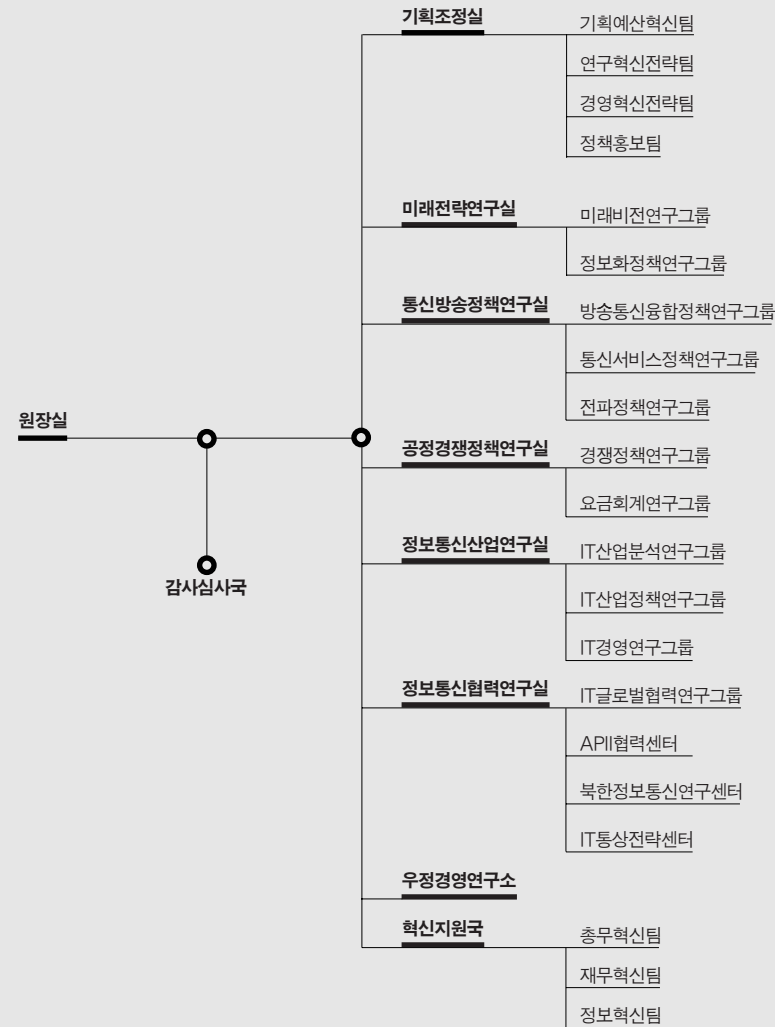 기획조정실
기획예산혁신팀
연구혁신전략팀
경영혁신전략팀
정책홍보팀
미래전략연구실
미래비전연구그룹
정보화정책연구그룹
통신방송정책연구실
방송통신융합정책연구그룹
통신서비스정책연구그룹
전파정책연구그룹
원장실
감사심사국
공정경쟁정책연구실
경쟁정책연구그룹
요금회계연구그룹
정보통신산업연구실
IT산업분석연구그룹
IT산업정책연구그룹
IT경영연구그룹
정보통신협력연구실
IT글로벌협력연구그룹
APII협력센터
북한정보통신연구센터
IT통상전략센터
우정경영연구소
혁신지원국
총무혁신팀
재무혁신팀
정보혁신팀